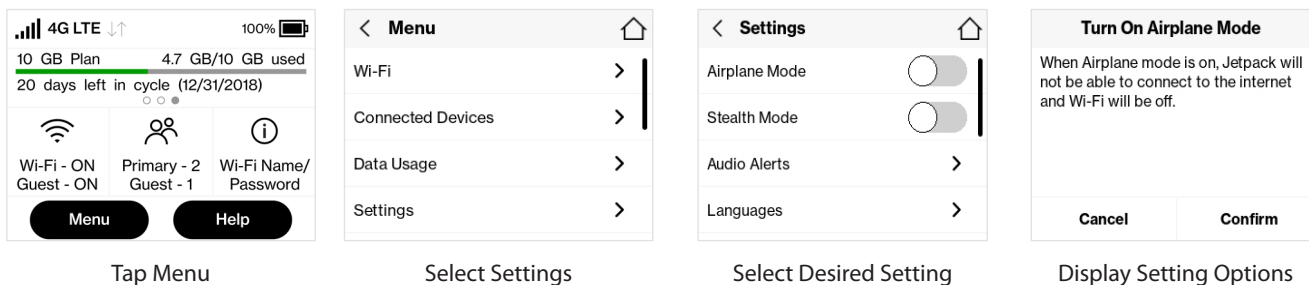 4G LTE ↓↑ 100%
10 GB Plan 4.7 GB/10 GB used
20 days left in cycle (12/31/2018)
Wi-Fi - ON
Guest - ON
Primary - 2
Guest - 1
Wi-Fi Name/
Password
Menu Help
Tap Menu
Menu
Wi-Fi
Connected Devices
Data Usage
Settings
Select Settings
Settings
Airplane Mode
Stealth Mode
Audio Alerts
Languages
Select Desired Setting
Turn On Airplane Mode
When Airplane mode is on, Jetpack will
not be able to connect to the internet
and Wi-Fi will be off.
Cancel Confirm
Display Setting Options